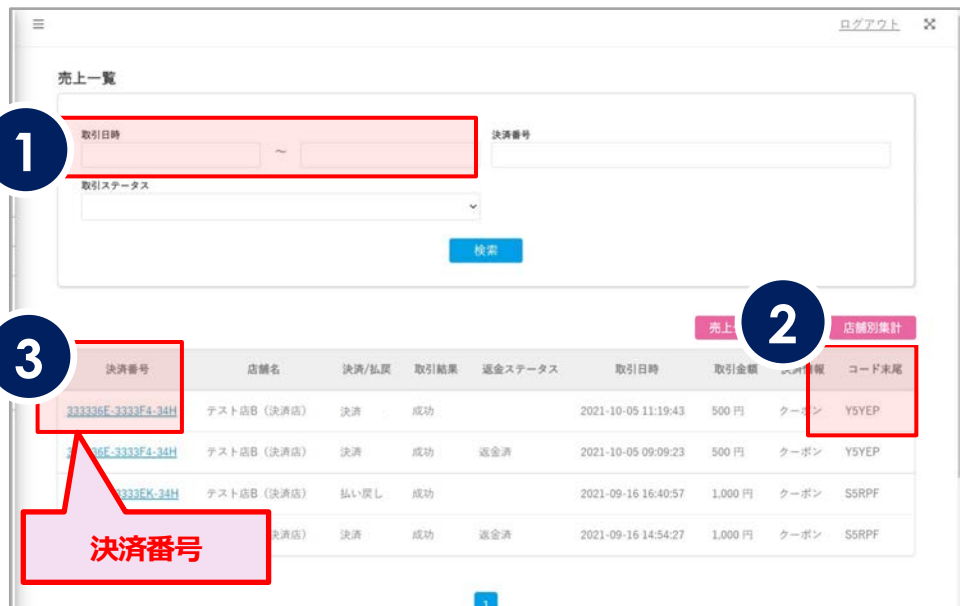 ログアウト
売上一覧
1
取引日時
決済番号
~
取引ステータス
検索
売上
2
店舗別集計
3
決済番号 店舗名 決済/払戻 取引結果 返金ステータス 取引日時 取引金額 報 コード末尾
333336E-3333F4-34H テスト店B（決済店） 決済 成功 2021-10-05 11:19:43 500 円 クーポン Y5YEP
36E-3333F4-34H テスト店B（決済店） 決済 成功 返金済 2021-10-05 09:09:23 500 円 クーポン Y5YEP
3333EK-34H テスト店B（決済店） 払い戻し 成功 2021-09-16 16:40:57 1,000 円 クーポン S5RPF
決済店） 決済 成功 返金済 2021-09-16 14:54:27 1,000 円 クーポン S5RPF
決済番号
1